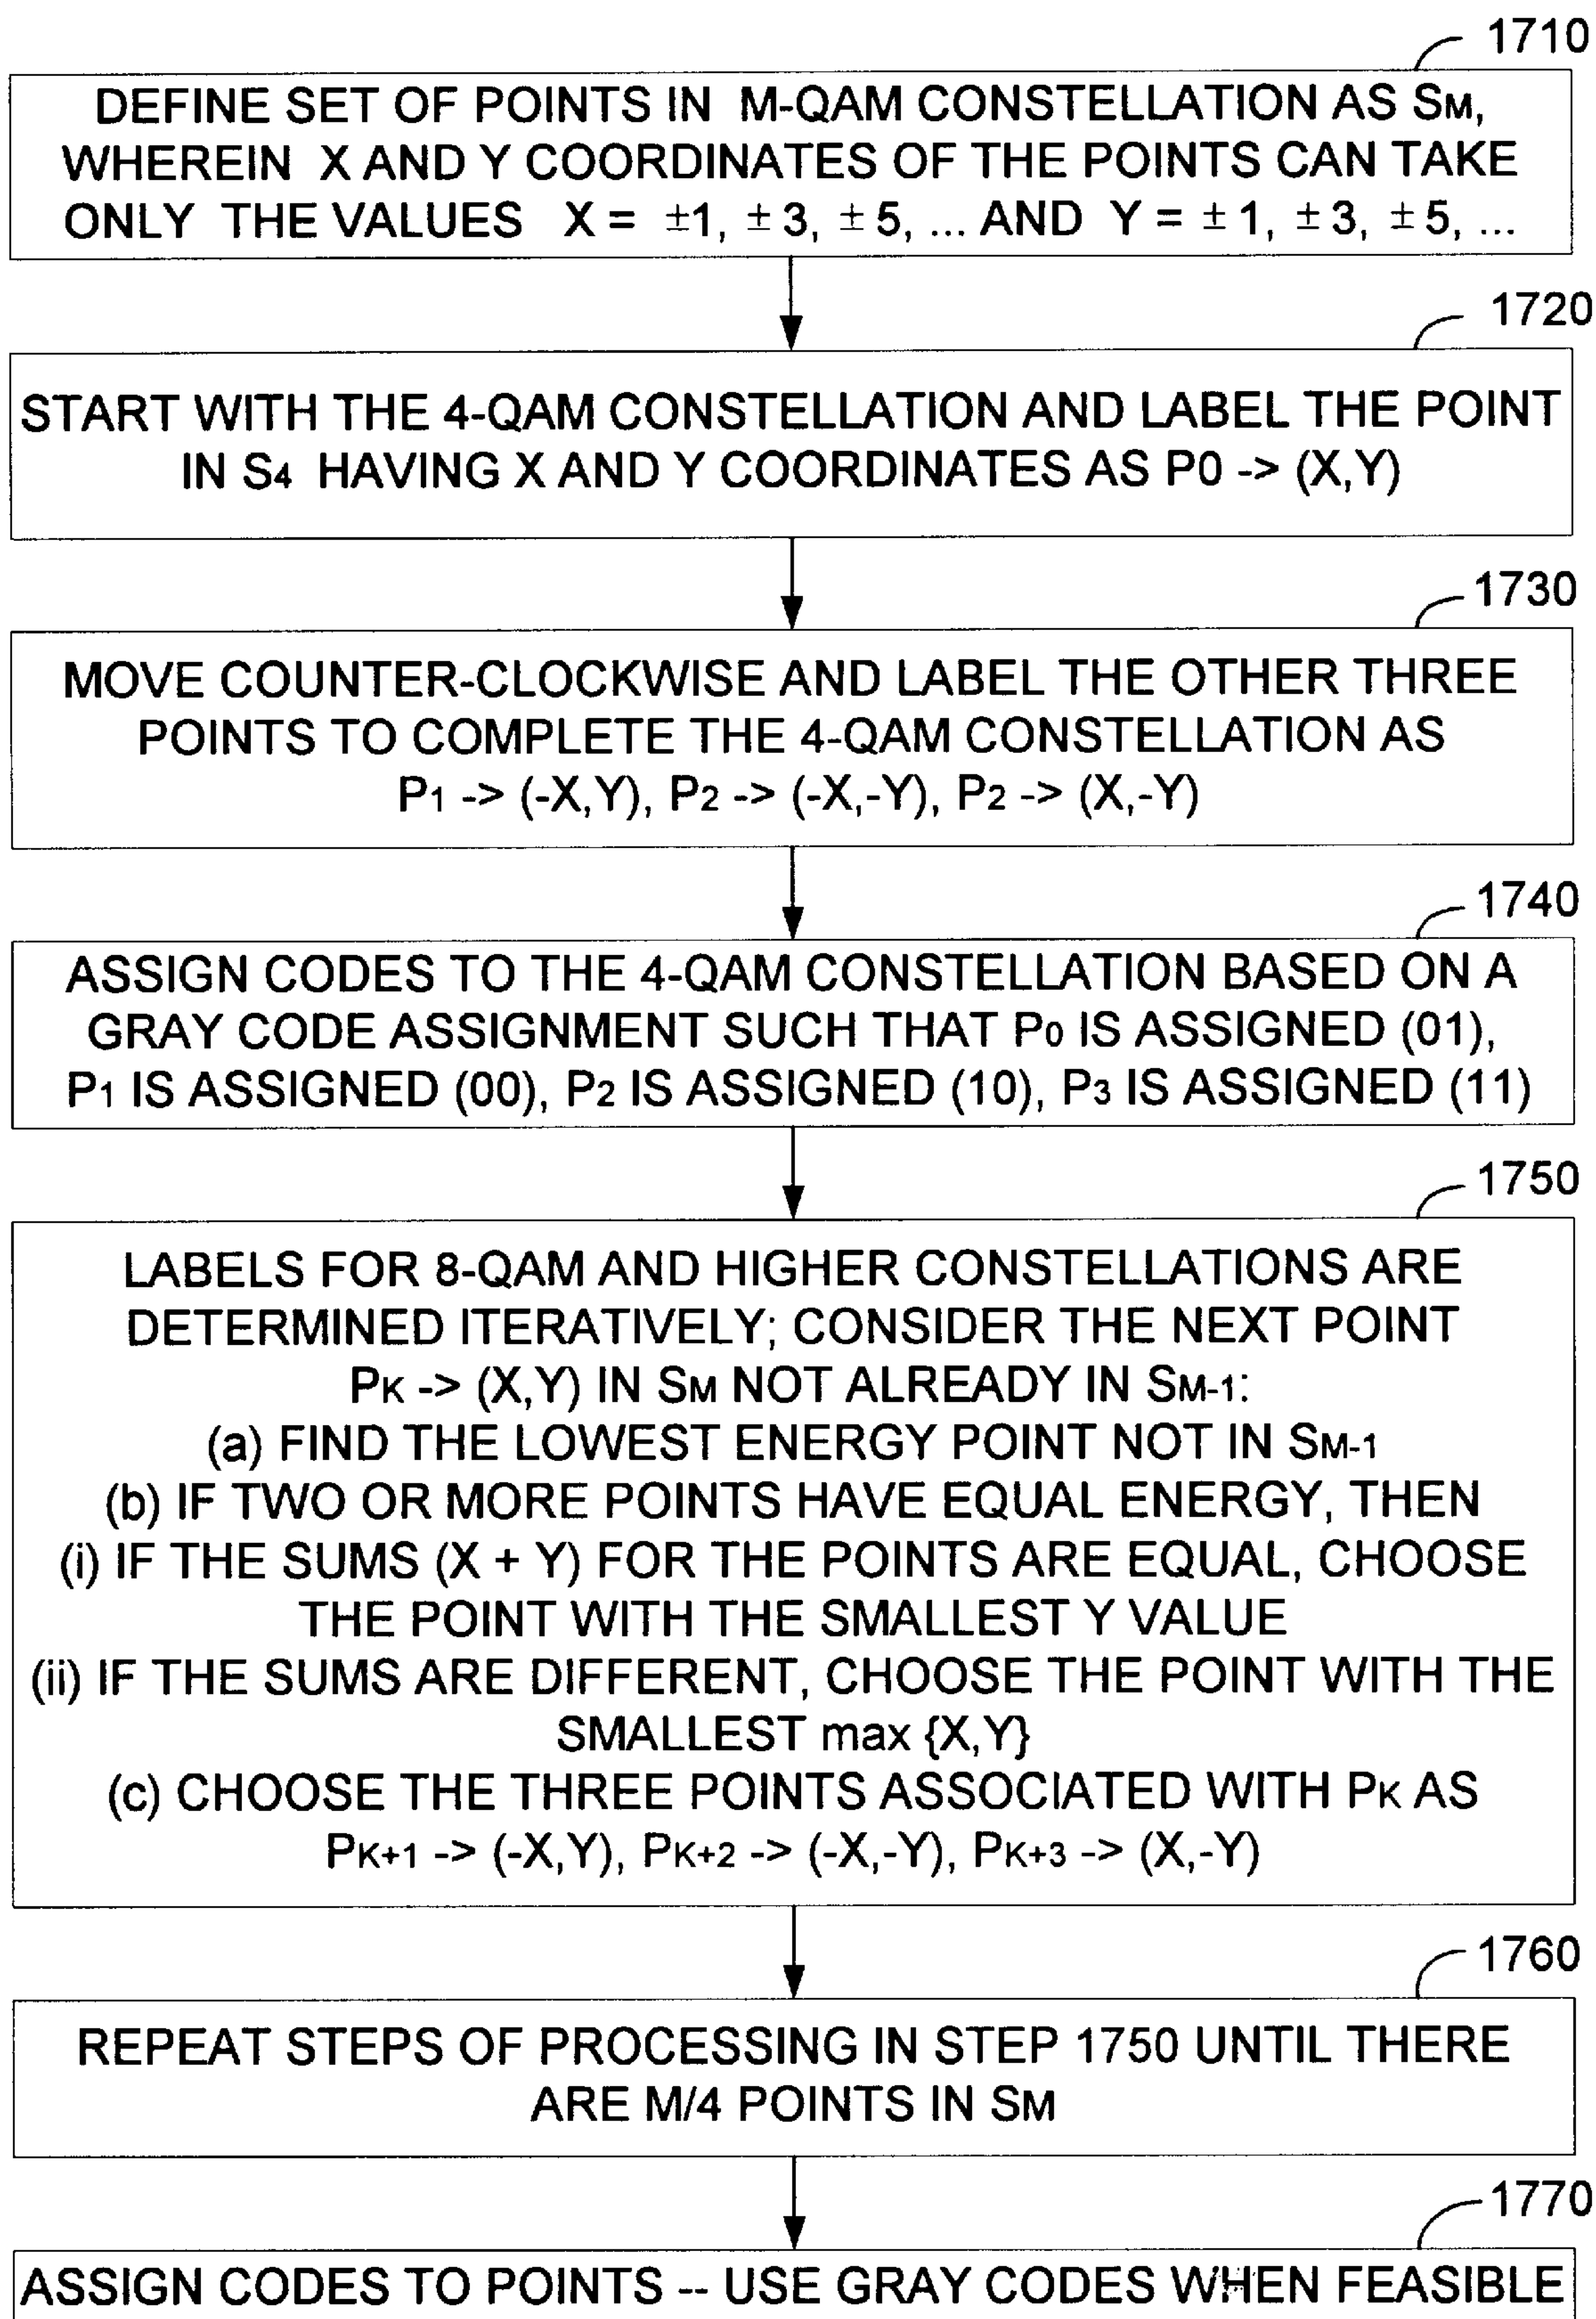 1710
DEFINE SET OF POINTS IN M-QAM CONSTELLATION AS SM,
WHEREIN X AND Y COORDINATES OF THE POINTS CAN TAKE
ONLY THE VALUES X = ±1, ± 3, ± 5, ... AND Y = ± 1, ± 3, ± 5, ...
1720
START WITH THE 4-QAM CONSTELLATION AND LABEL THE POINT
IN S4 HAVING X AND Y COORDINATES AS P0 -> (X,Y)
1730
MOVE COUNTER-CLOCKWISE AND LABEL THE OTHER THREE
POINTS TO COMPLETE THE 4-QAM CONSTELLATION AS
P1 -> (-X,Y), P2 -> (-X,-Y), P2 -> (X,-Y)
1740
ASSIGN CODES TO THE 4-QAM CONSTELLATION BASED ON A
GRAY CODE ASSIGNMENT SUCH THAT P0 IS ASSIGNED (01),
P1 IS ASSIGNED (00), P2 IS ASSIGNED (10), P3 IS ASSIGNED (11)
1750
LABELS FOR 8-QAM AND HIGHER CONSTELLATIONS ARE
DETERMINED ITERATIVELY; CONSIDER THE NEXT POINT
PK -> (X,Y) IN SM NOT ALREADY IN SM-1:
(a) FIND THE LOWEST ENERGY POINT NOT IN SM-1
(b) IF TWO OR MORE POINTS HAVE EQUAL ENERGY, THEN
(i) IF THE SUMS (X + Y) FOR THE POINTS ARE EQUAL, CHOOSE
THE POINT WITH THE SMALLEST Y VALUE
(ii) IF THE SUMS ARE DIFFERENT, CHOOSE THE POINT WITH THE
SMALLEST max {X,Y}
(c) CHOOSE THE THREE POINTS ASSOCIATED WITH PK AS
PK+1 -> (-X,Y), PK+2 -> (-X,-Y), PK+3 -> (X,-Y)
1760
REPEAT STEPS OF PROCESSING IN STEP 1750 UNTIL THERE
ARE M/4 POINTS IN SM
1770
ASSIGN CODES TO POINTS -- USE GRAY CODES WHEN FEASIBLE